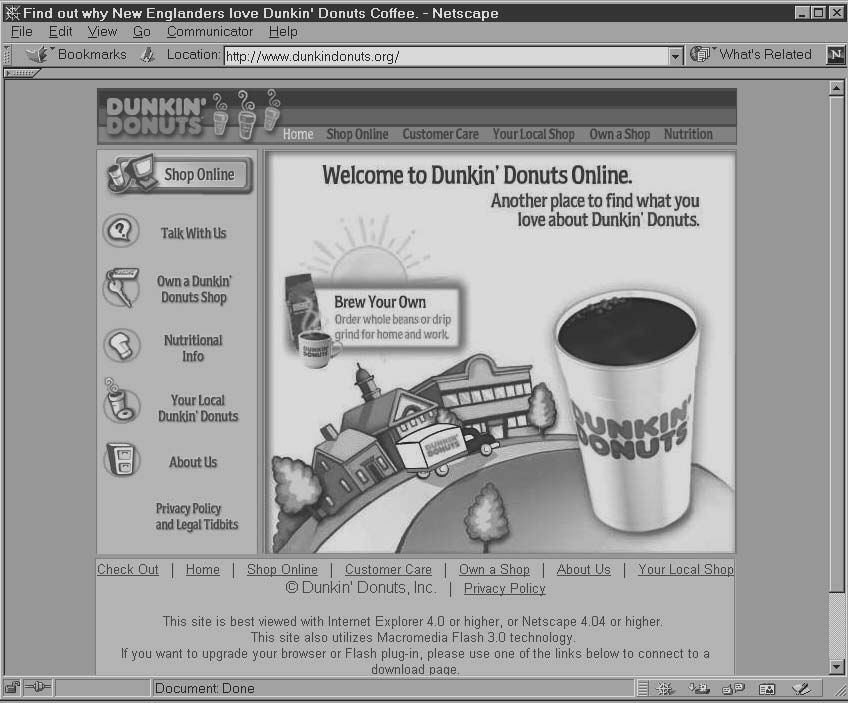 Find out why New Englanders love Dunkin' Donuts Coffee. - Netscape
File Edit View Go Communicator Help
Bookmarks Location: http://www.dunkindonuts.org/ What's Related N
DUNKIN'
DONUTS
Home Shop Online Customer Care Your Local Shop Own a Shop Nutrition
Shop Online
Talk With Us
Own a Dunkin'
Donuts Shop
Nutritional
Info
Your Local
Dunkin' Donuts
About Us
Privacy Policy
and Legal Tidbits
Welcome to Dunkin' Donuts Online.
Another place to find what you
love about Dunkin' Donuts.
Brew Your Own
Order whole beans or drip
grind for home and work.
DUNKIN'
DONUTS
DUNKIN'
DONUTS
DUNKIN'
DONUTS
Check Out | Home | Shop Online | Customer Care | Own a Shop | About Us | Your Local Shop
© Dunkin' Donuts, Inc. | Privacy Policy
This site is best viewed with Internet Explorer 4.0 or higher, or Netscape 4.04 or higher.
This site also utilizes Macromedia Flash 3.0 technology.
If you want to upgrade your browser or Flash plug-in, please use one of the links below to connect to a
download page.
Document: Done